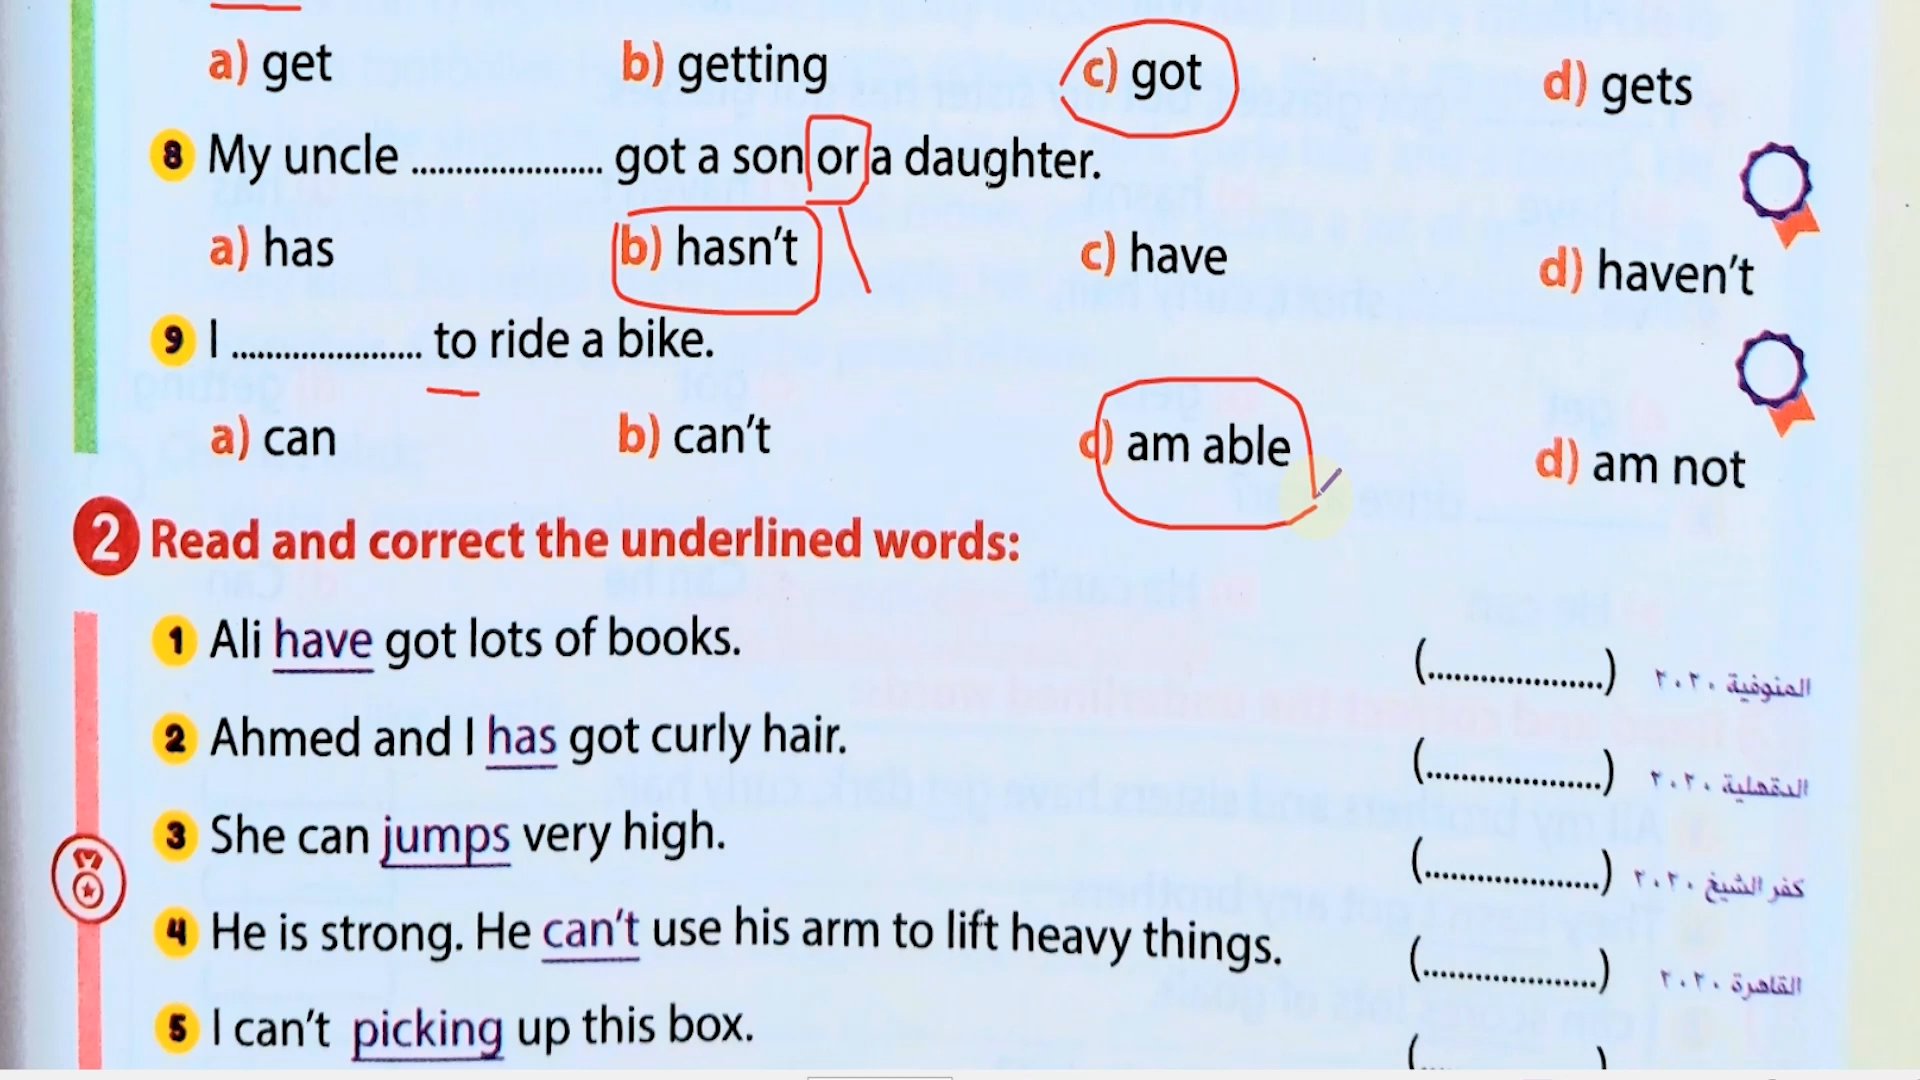 a) get b) getting c) got d) gets
8 My uncle ..................... got a son or a daughter.
a) has b) hasn't c) have d) haven't
9 I ..................... to ride a bike.
a) can b) can't c) am able d) am not
2 Read and correct the underlined words:
1 Ali have got lots of books. (....................) المنوفية ٢٠٢٠
2 Ahmed and I has got curly hair. (....................) الدقهلية ٢٠٢٠
3 She can jumps very high. (....................) كفر الشيخ ٢٠٢٠
4 He is strong. He can't use his arm to lift heavy things. (....................) القاهرة ٢٠٢٠
5 I can't picking up this box.